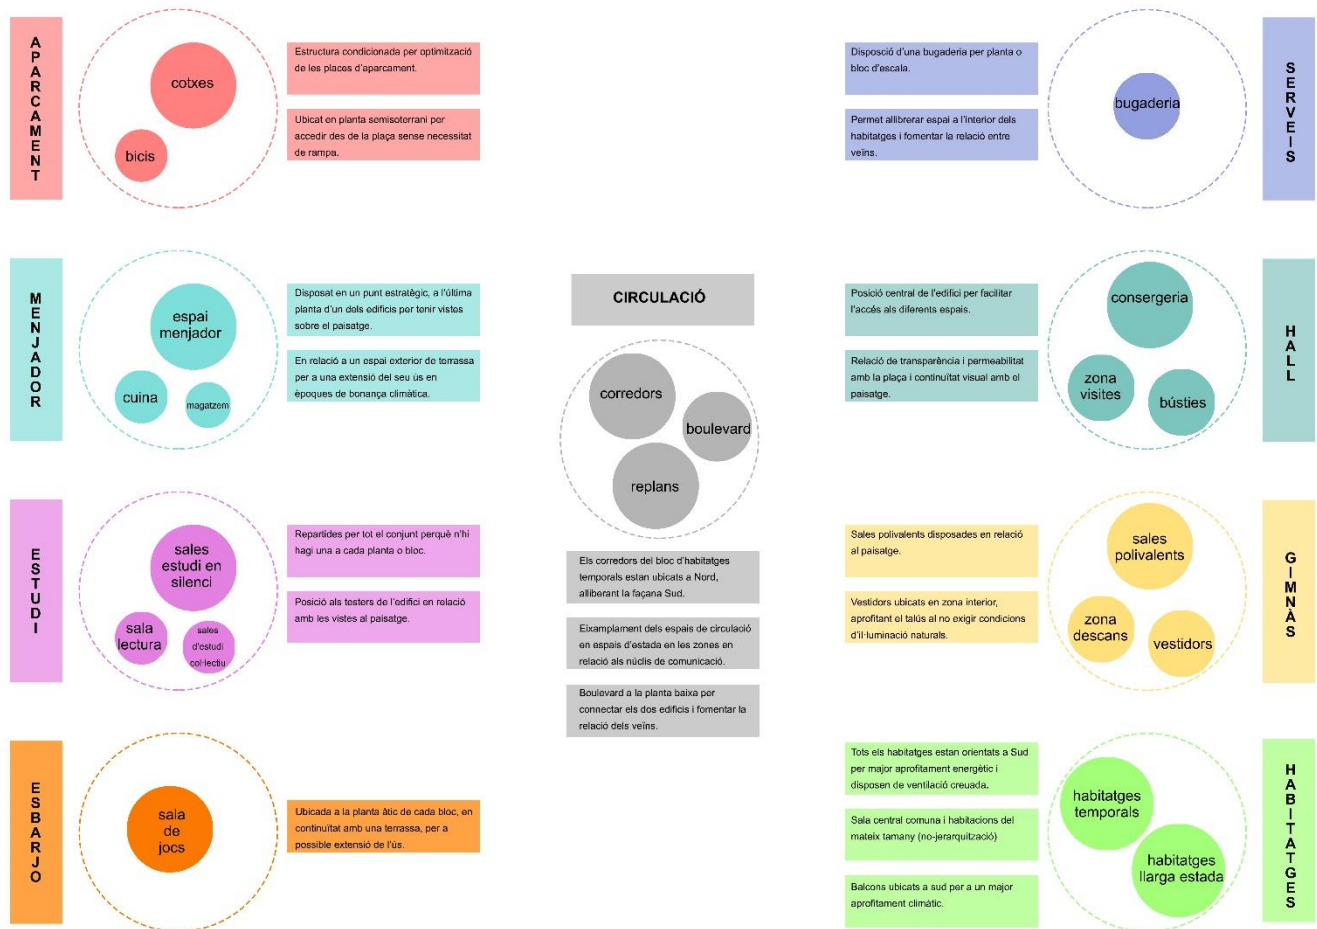 APARCAMENT
cotxes
bicis
Estructura condicionada per optimització
de les places d'aparcament.
Ubicat en planta semisoterrani per
accedir des de la plaça sense necessitat
de rampa.
MENJADOR
espai
menjador
cuina
magatzem
Disposat en un punt estratègic, a l'última
planta d'un dels edificis per tenir vistes
sobre el paisatge.
En relació a un espai exterior de terrassa
per a una extensió del seu ús en
èpoques de bonança climàtica.
ESTUDI
sales
estudi en
silenci
sala
lectura
sales
d'estudi
col·lectiu
Repartides per tot el conjunt perquè n'hi
hagi una a cada planta o bloc.
Posició als testers de l'edifici en relació
amb les vistes al paisatge.
ESBARJO
sala
de
jocs
Ubicada a la planta àtic de cada bloc, en
continuïtat amb una terrassa, per a
possible extensió de l'ús.
CIRCULACIÓ
corredors
boulevard
replans
Els corredors del bloc d'habitatges
temporals estan ubicats a Nord,
alliberant la façana Sud.
Eixamplament dels espais de circulació
en espais d'estada en les zones en
relació als núclis de comunicació.
Boulevard a la planta baixa per
connectar els dos edificis i fomentar la
relació dels veïns.
Disposció d'una bugaderia per planta o
bloc d'escala.
Permet allibrerar espai a l'interior dels
habitatges i fomentar la relació entre
veïns.
bugaderia
SERVEIS
Posició central de l'edifici per facilitar
l'accés als diferents espais.
Relació de transparència i permeabilitat
amb la plaça i continuïtat visual amb el
paisatge.
consergeria
zona
visites
bústies
HALL
Sales polivalents disposades en relació
al paisatge.
Vestidors ubicats en zona interior,
aprofitant el talús al no exigir condicions
d'il·luminació naturals.
sales
polivalents
zona
descans
vestidors
GIMNÀS
Tots els habitatges estan orientats a Sud
per major aprofitament energètic i
disposen de ventilació creuada.
Sala central comuna i habitacions del
mateix tamany (no-jerarquització)
Balcons ubicats a sud per a un major
aprofitament climàtic.
habitatges
temporals
habitatges
llarga estada
HABITATGES